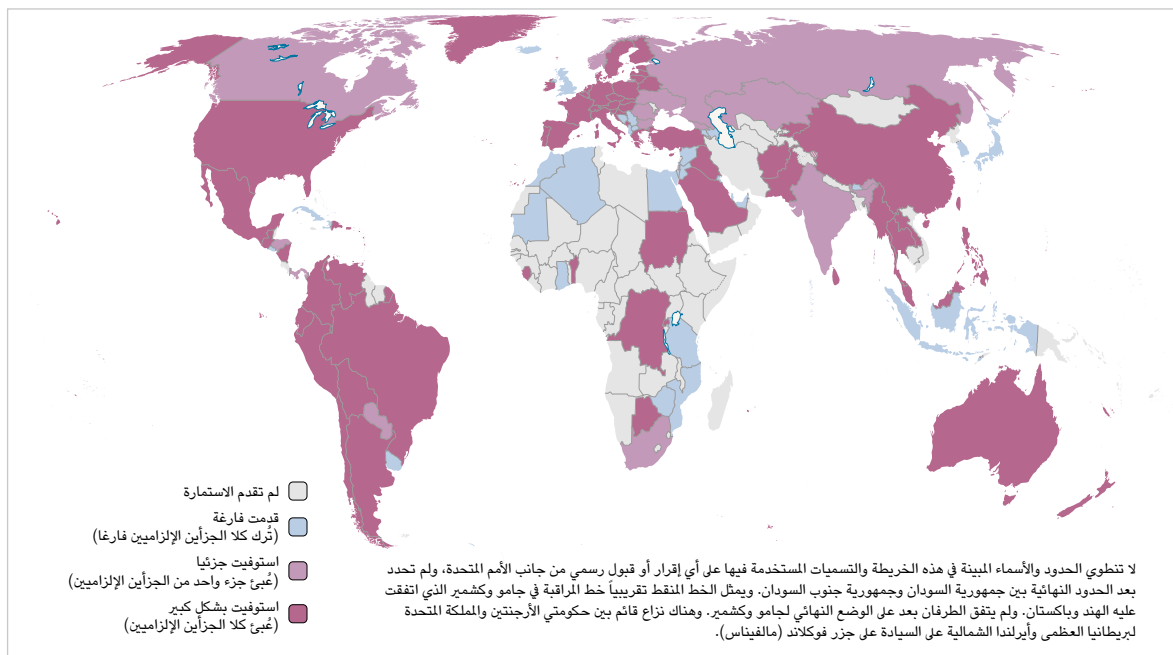 لم تقدم الاستمارة
قدمت فارغة
(تُرك كلا الجزأين الإلزاميين فارغا)
استوفيت جزئيا
(عُبئ جزء واحد من الجزأين الإلزاميين)
استوفيت بشكل كبير
(عُبئ كلا الجزأين الإلزاميين)
لا تنطوي الحدود والأسماء المبينة في هذه الخريطة والتسميات المستخدمة فيها على أي إقرار أو قبول رسمي من جانب الأمم المتحدة، ولم تحدد
بعد الحدود النهائية بين جمهورية السودان وجمهورية جنوب السودان. ويمثل الخط المنقط تقريبياً خط المراقبة في جامو وكشمير الذي اتفقت
عليه الهند وباكستان. ولم يتفق الطرفان بعد على الوضع النهائي لجامو وكشمير. وهناك نزاع قائم بين حكومتي الأرجنتين والمملكة المتحدة
لبريطانيا العظمى وأيرلندا الشمالية على السيادة على جزر فوكلاند (مالفيناس).